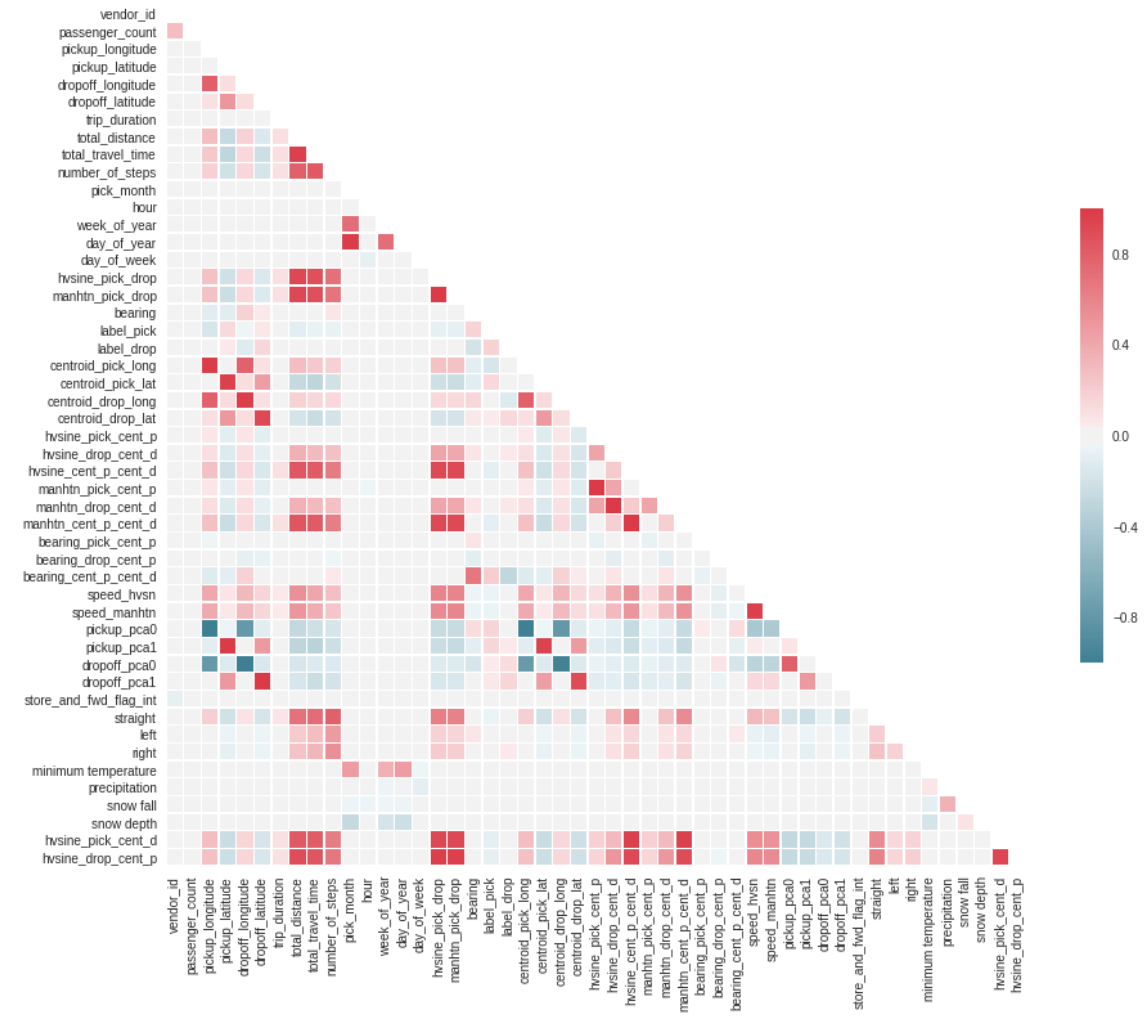 vendor_id
passenger_count
pickup_longitude
pickup_latitude
dropoff_longitude
dropoff_latitude
trip_duration
total_distance
total_travel_time
number_of_steps
pick_month
hour
week_of_year
day_of_year
day_of_week
hvsine_pick_drop
manhtn_pick_drop
bearing
label_pick
label_drop
centroid_pick_long
centroid_pick_lat
centroid_drop_long
centroid_drop_lat
hvsine_pick_cent_p
hvsine_drop_cent_d
hvsine_cent_p_cent_d
manhtn_pick_cent_p
manhtn_drop_cent_d
manhtn_cent_p_cent_d
bearing_pick_cent_p
bearing_drop_cent_p
bearing_cent_p_cent_d
speed_hvsn
speed_manhtn
pickup_pca0
pickup_pca1
dropoff_pca0
dropoff_pca1
store_and_fwd_flag_int
straight
left
right
minimum temperature
precipitation
snow fall
snow depth
hvsine_pick_cent_d
hvsine_drop_cent_p
vendor_id
passenger_count
pickup_longitude
pickup_latitude
dropoff_longitude
dropoff_latitude
trip_duration
total_distance
total_travel_time
number_of_steps
pick_month
hour
week_of_year
day_of_year
day_of_week
hvsine_pick_drop
manhtn_pick_drop
bearing
label_pick
label_drop
centroid_pick_long
centroid_pick_lat
centroid_drop_long
centroid_drop_lat
hvsine_pick_cent_p
hvsine_drop_cent_d
hvsine_cent_p_cent_d
manhtn_pick_cent_p
manhtn_drop_cent_d
manhtn_cent_p_cent_d
bearing_pick_cent_p
bearing_drop_cent_p
bearing_cent_p_cent_d
speed_hvsn
speed_manhtn
pickup_pca0
pickup_pca1
dropoff_pca0
dropoff_pca1
store_and_fwd_flag_int
straight
left
right
minimum temperature
precipitation
snow fall
snow depth
hvsine_pick_cent_d
hvsine_drop_cent_p
0.8
0.4
0.0
−0.4
−0.8